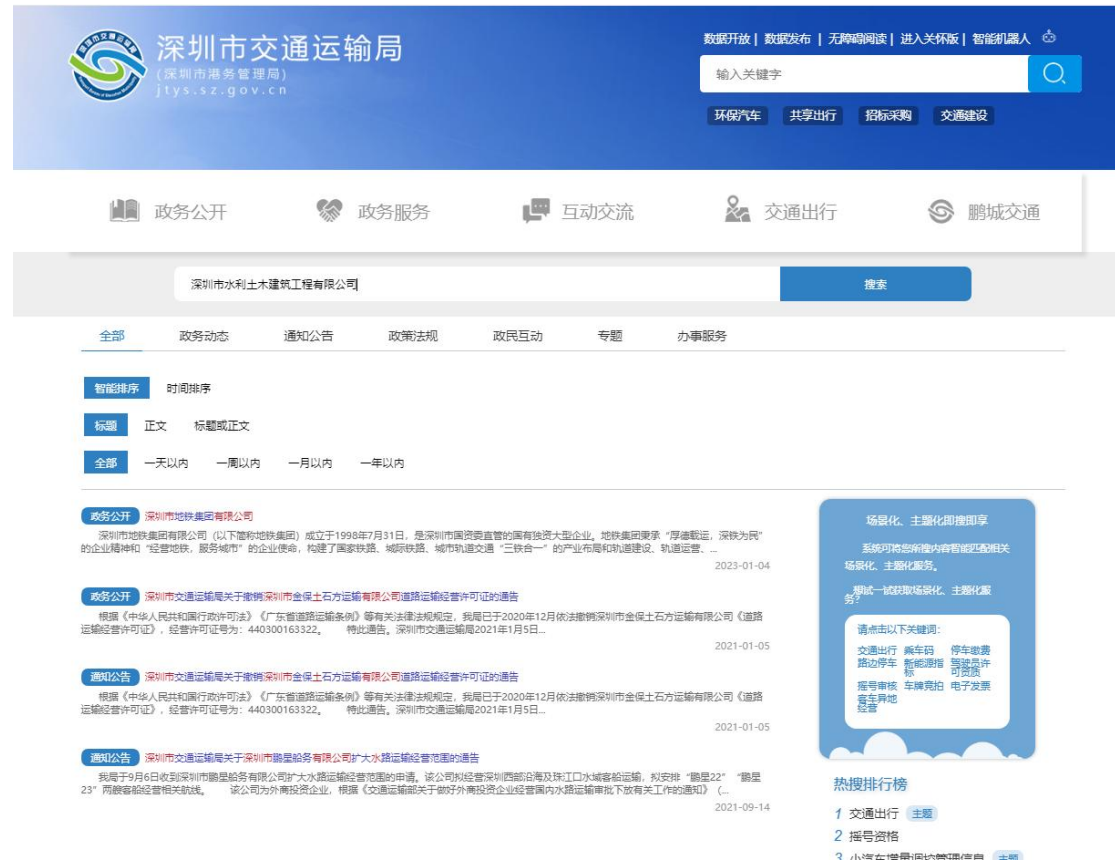 深圳市交通运输局
(深圳市港务管理局)
jtys.sz.gov.cn
数据开放 | 数据发布 | 无障碍阅读 | 进入关怀版 | 智能机器人
输入关键字
环保汽车 共享出行 招标采购 交通建设
政务公开 政务服务 互动交流 交通出行 鹏城交通
深圳市水利土木建筑工程有限公司
搜索
全部 政务动态 通知公告 政策法规 政民互动 专题 办事服务
智能排序 时间排序
标题 正文 标题或正文
全部 一天以内 一周以内 一月以内 一年以内
政务公开 深圳市地铁集团有限公司
深圳市地铁集团有限公司（以下简称地铁集团）成立于1998年7月31日，是深圳市国资委直管的国有独资大型企业。地铁集团秉承“厚德载运，深铁为民”
的企业精神和“经营地铁，服务城市”的企业使命，构建了国家铁路、城际铁路、城市轨道交通“三铁合一”的产业布局和轨道建设、轨道运营、...
2023-01-04
政务公开 深圳市交通运输局关于撤销深圳市金保土石方运输有限公司道路运输经营许可证的通告
根据《中华人民共和国行政许可法》《广东省道路运输条例》等有关法律法规规定，我局已于2020年12月依法撤销深圳市金保土石方运输有限公司《道路
运输经营许可证》，经营许可证号为：440300163322。 特此通告。深圳市交通运输局2021年1月5日...
2021-01-05
通知公告 深圳市交通运输局关于撤销深圳市金保土石方运输有限公司道路运输经营许可证的通告
根据《中华人民共和国行政许可法》《广东省道路运输条例》等有关法律法规规定，我局已于2020年12月依法撤销深圳市金保土石方运输有限公司《道路
运输经营许可证》，经营许可证号为：440300163322。 特此通告。深圳市交通运输局2021年1月5日...
2021-01-05
通知公告 深圳市交通运输局关于深圳市鹏星船务有限公司扩大水路运输经营范围的通告
我局于9月6日收到深圳市鹏星船务有限公司扩大水路运输经营范围的申请。该公司拟经营深圳西部沿海及珠江口水域客船运输，拟安排“鹏星22”“鹏星
23”两艘客船经营相关航线。 该公司为外商投资企业，根据《交通运输部关于做好外商投资企业经营国内水路运输审批下放有关工作的通知》（...
2021-09-14
场景化、主题化即搜即享
系统可将您所搜内容智能匹配相关
场景化、主题化服务。
想试一试获取场景化、主题化服
务?
请点击以下关键词:
交通出行 乘车码 停车缴费
路边停车 新能源指标 驾驶员许可资质
摇号审核 车牌竞拍 电子发票
客车异地经营
热搜排行榜
1 交通出行 主题
2 摇号资格
3 小汽车增量调控管理信息 主题